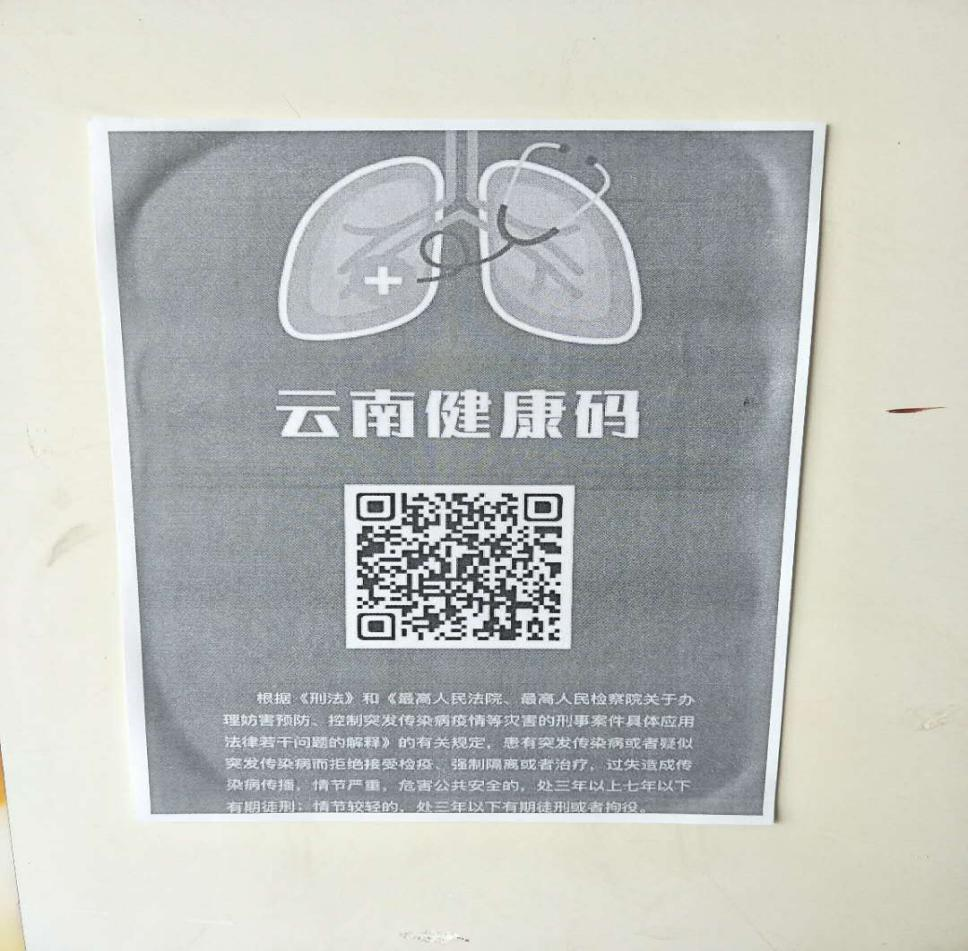 云南健康码
根据《刑法》和《最高人民法院、最高人民检察院关于办
理妨害预防、控制突发传染病疫情等灾害的刑事案件具体应用
法律若干问题的解释》的有关规定，患有突发传染病或者疑似
突发传染病而拒绝接受检疫、强制隔离或者治疗，过失造成传
染病传播，情节严重，危害公共安全的，处三年以上七年以下
有期徒刑；情节较轻的，处三年以下有期徒刑或者拘役。